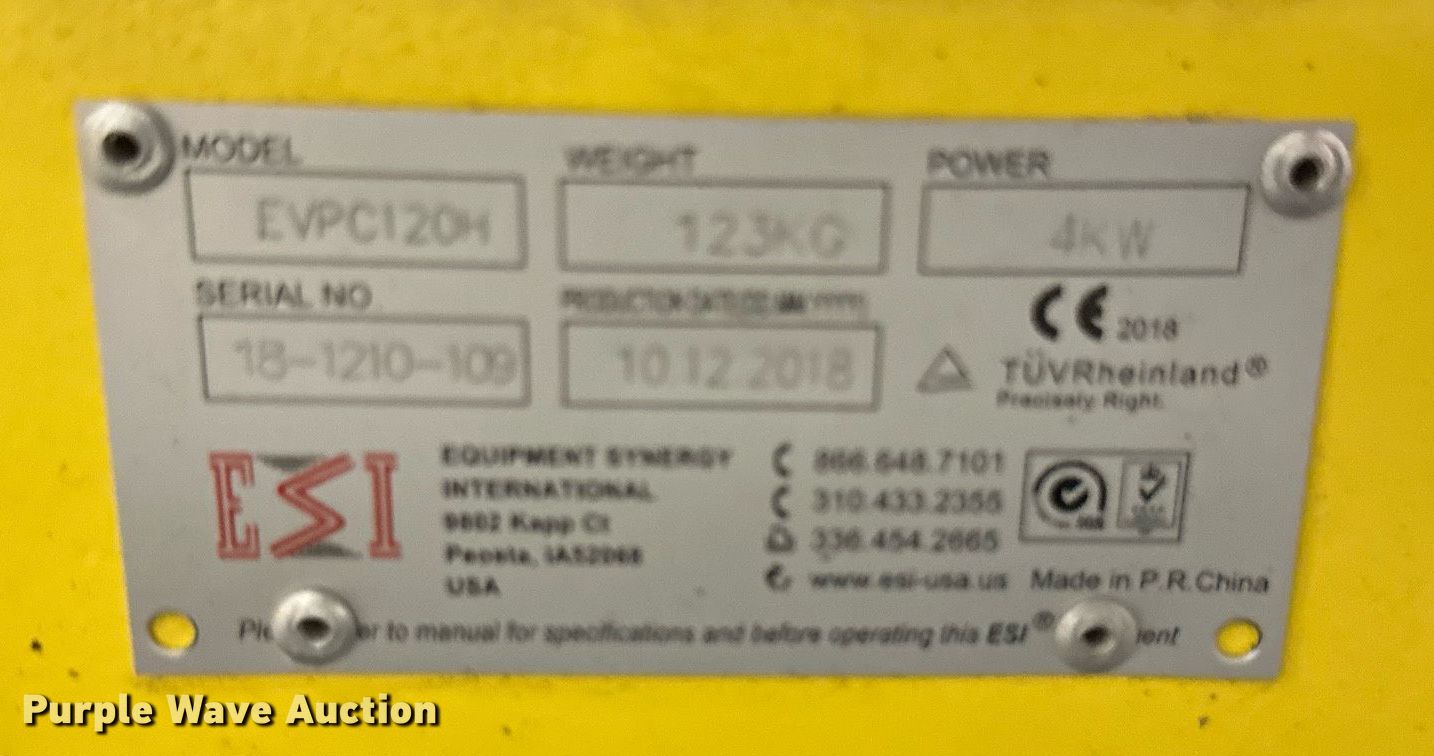 MODEL WEIGHT POWER
EVPC120H 123KG 4KW
SERIAL NO PRODUCTION DATE
18-1210-109 10 12 2018
CE 2018
TÜVRheinland®
Precisely Right.
ESI
EQUIPMENT SYNERGY
INTERNATIONAL
9802 Kapp Ct
Peosta, IA52068
USA
866.648.7101
310.433.2355
336.454.2665
www.esi-usa.us
Made in P.R.China
to manual for specifications and before operating this ESI®
Purple Wave Auction